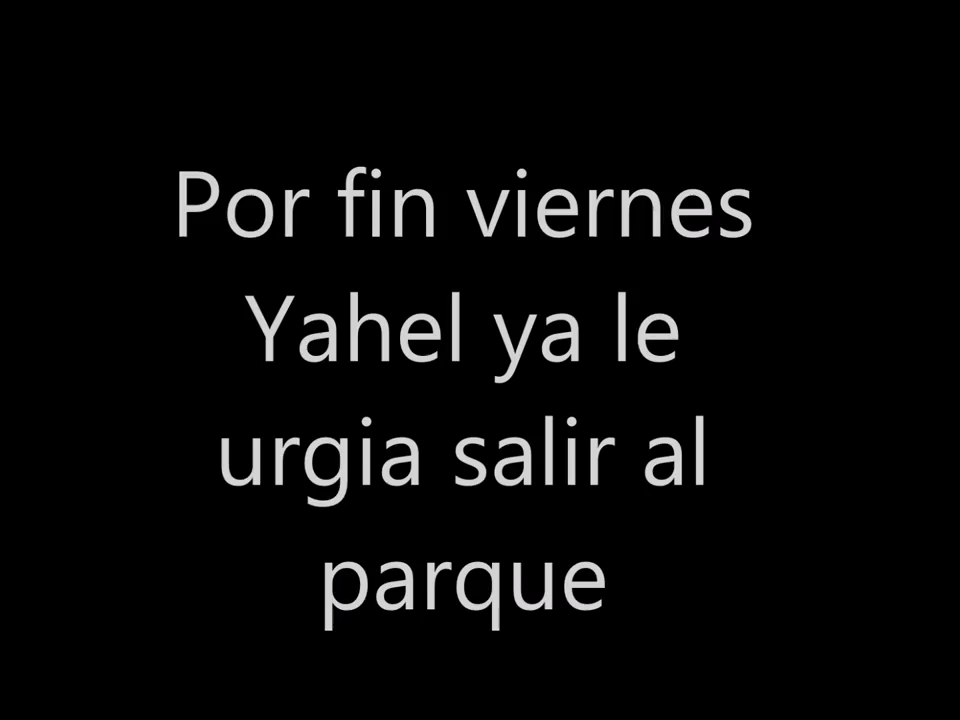 Por fin viernes
Yahel ya le
urgia salir al
parque